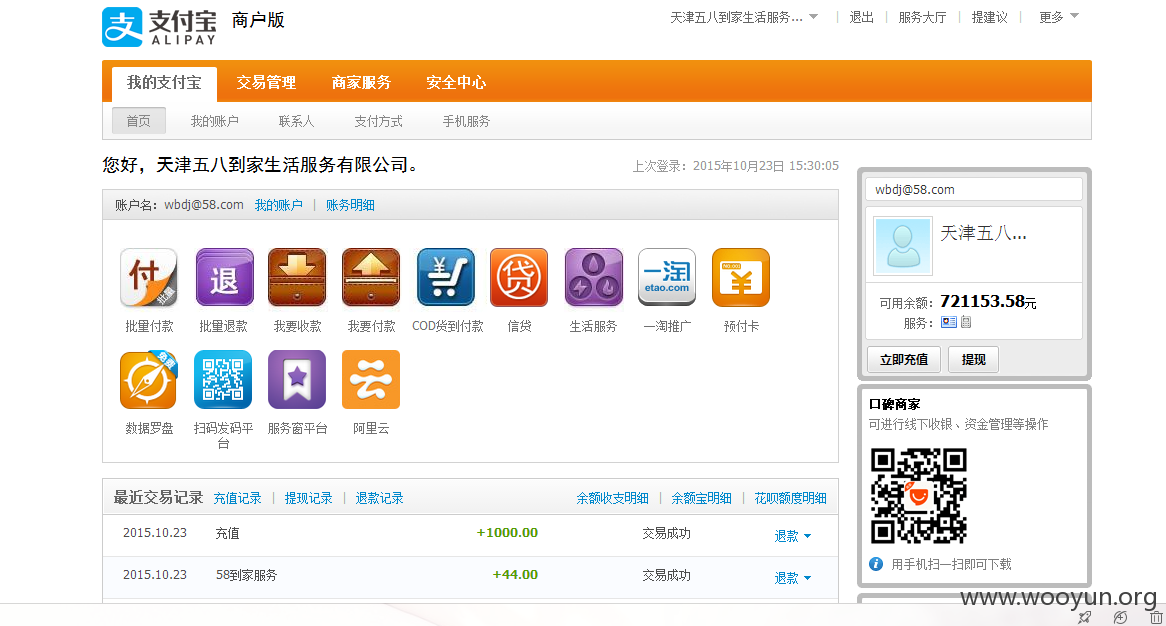 支付宝 ALIPAY 商户版
天津五八到家生活服务... 退出 服务大厅 提建议 更多
我的支付宝 交易管理 商家服务 安全中心
首页 我的账户 联系人 支付方式 手机服务
您好，天津五八到家生活服务有限公司。
上次登录：2015年10月23日 15:30:05
账户名：wbdj@58.com 我的账户 | 账务明细
付 批量
退
贷
一淘
etao.com
批量付款 批量退款 我要收款 我要付款 COD货到付款 信贷 生活服务 一淘推广 预付卡
免费
云
数据罗盘 扫码发码平台 服务窗平台 阿里云
最近交易记录 充值记录 | 提现记录 | 退款记录 余额收支明细 | 余额宝明细 | 花呗额度明细
2015.10.23 充值 +1000.00 交易成功 退款
2015.10.23 58到家服务 +44.00 交易成功 退款
wbdj@58.com
天津五八...
可用余额：721153.58元
服务：
立即充值 提现
口碑商家
可进行线下收银、资金管理等操作
用手机扫一扫即可下载
www.wooyun.org